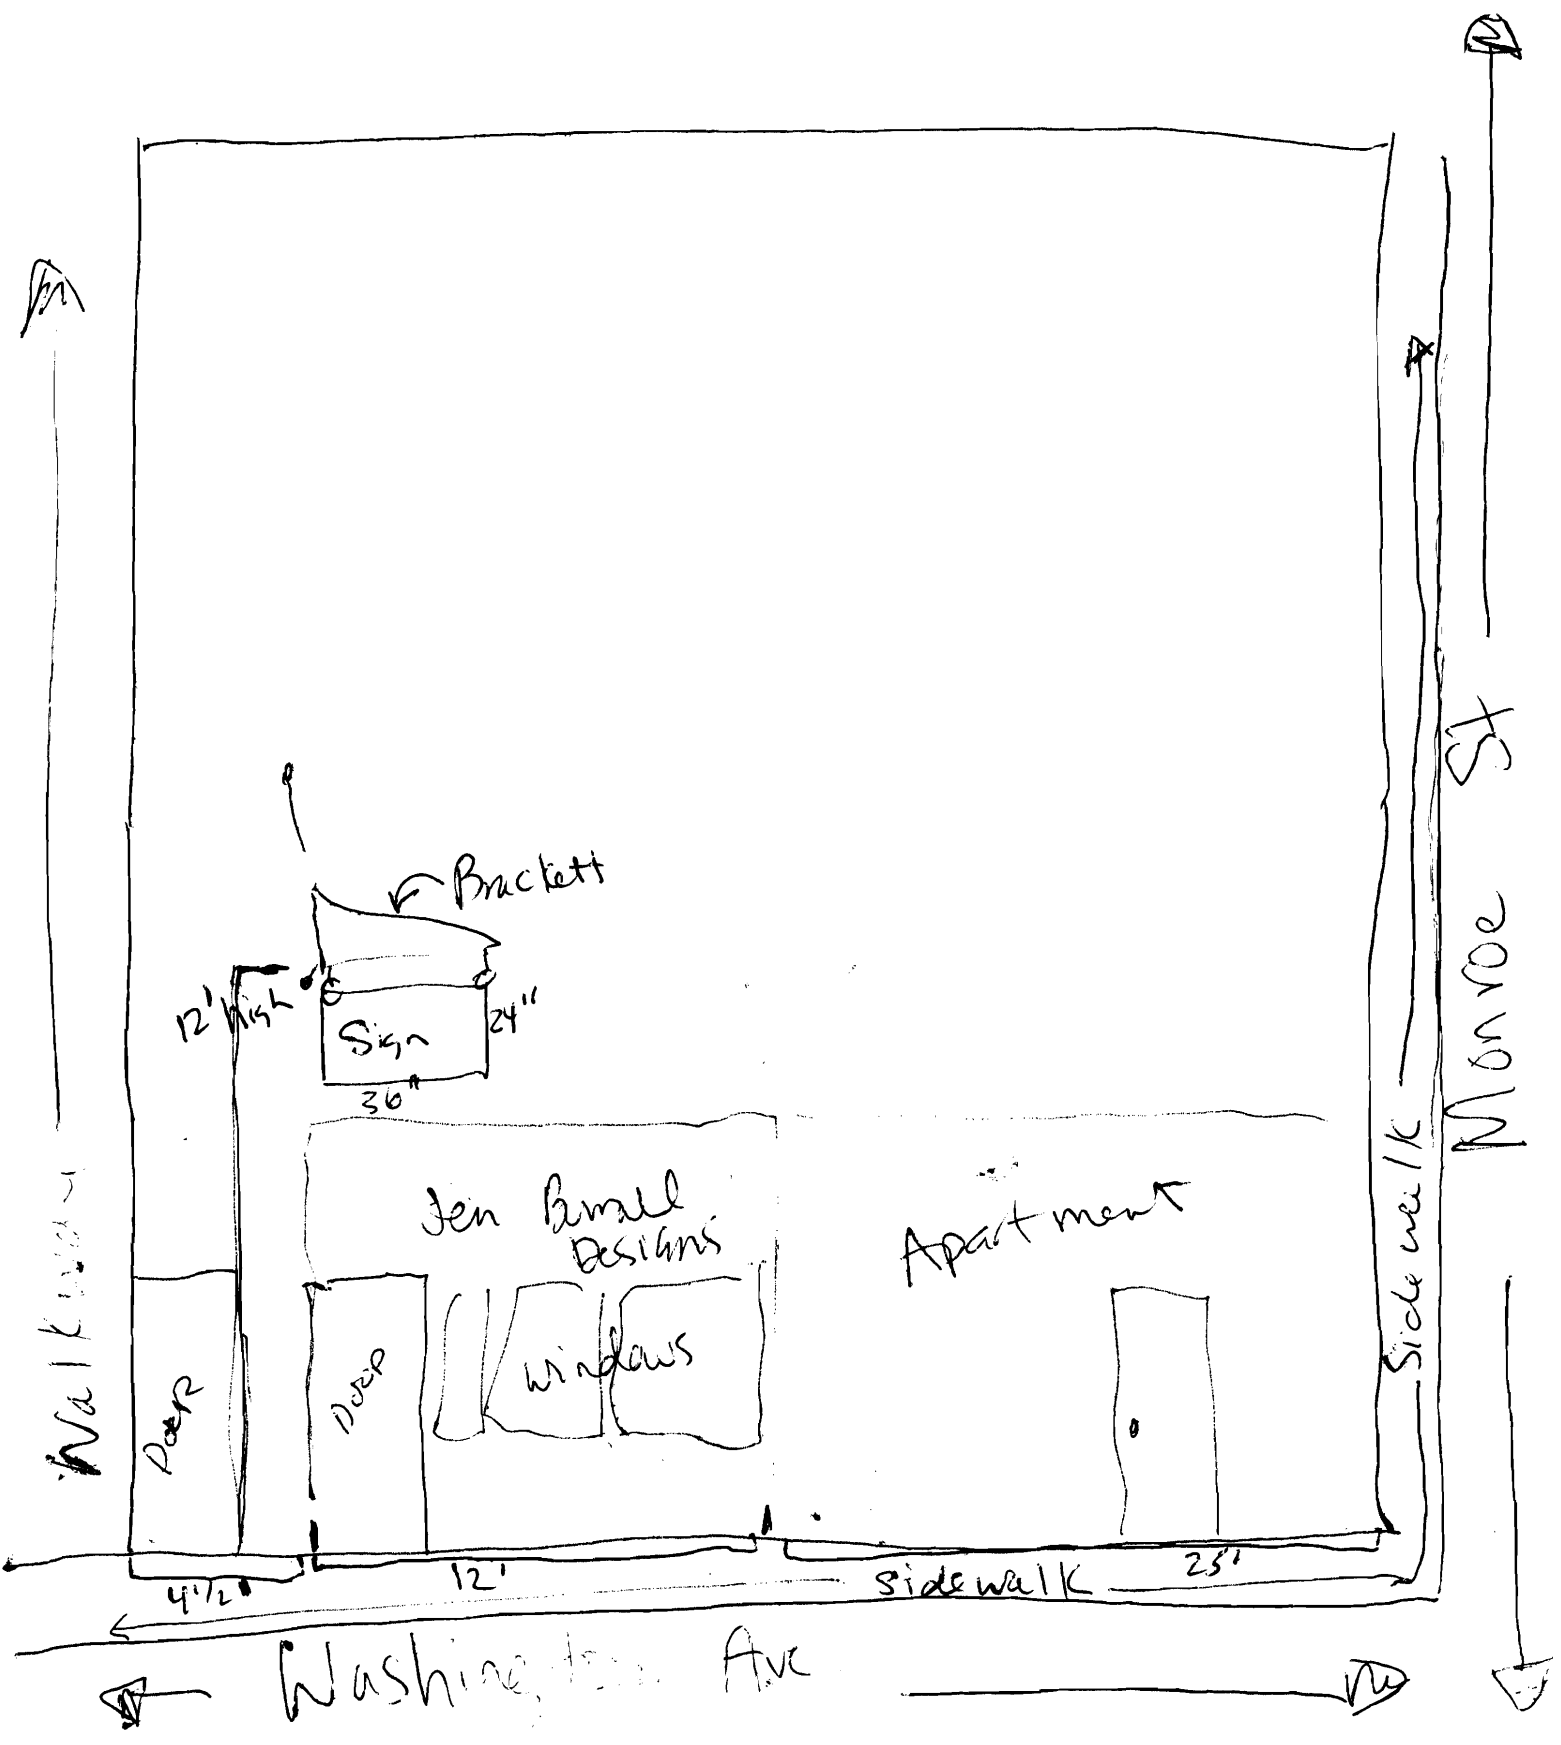 St
Brackett
12' high
24"
Sign
36"
Monroe
Sidewalk
Jen
Designs
Apartment
Walkway
Door
Door
windows
4'1/2"
12'
sidewalk
25'
Washington Ave